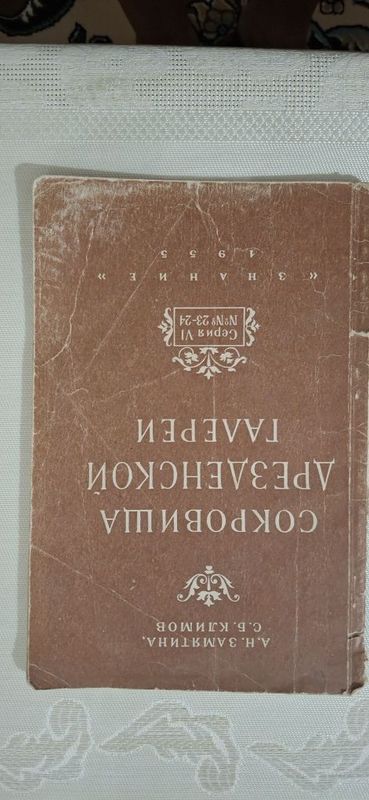 А.Н. ЗАМЯТИНА,
С.Б. КЛИМОВ
СОКРОВИЩА
ДРЕЗДЕНСКОЙ
ГАЛЕРЕИ
Серия VI
№№ 23-24
« ЗНАНИЕ »
1955